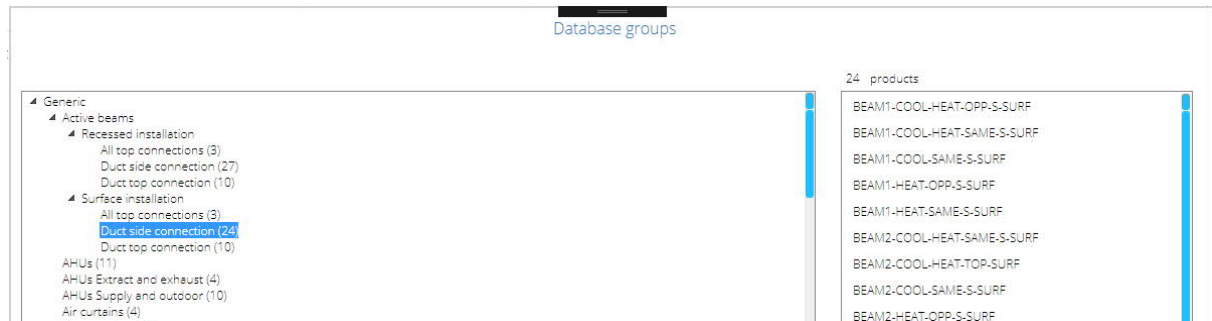 Database groups
24 products
Generic
Active beams
Recessed installation
All top connections (3)
Duct side connection (27)
Duct top connection (10)
Surface installation
All top connections (3)
Duct side connection (24)
Duct top connection (10)
AHUs (11)
AHUs Extract and exhaust (4)
AHUs Supply and outdoor (10)
Air curtains (4)
BEAM1-COOL-HEAT-OPP-S-SURF
BEAM1-COOL-HEAT-SAME-S-SURF
BEAM1-COOL-SAME-S-SURF
BEAM1-HEAT-OPP-S-SURF
BEAM1-HEAT-SAME-S-SURF
BEAM2-COOL-HEAT-SAME-S-SURF
BEAM2-COOL-HEAT-TOP-SURF
BEAM2-COOL-SAME-S-SURF
BEAM2-HEAT-OPP-S-SURF